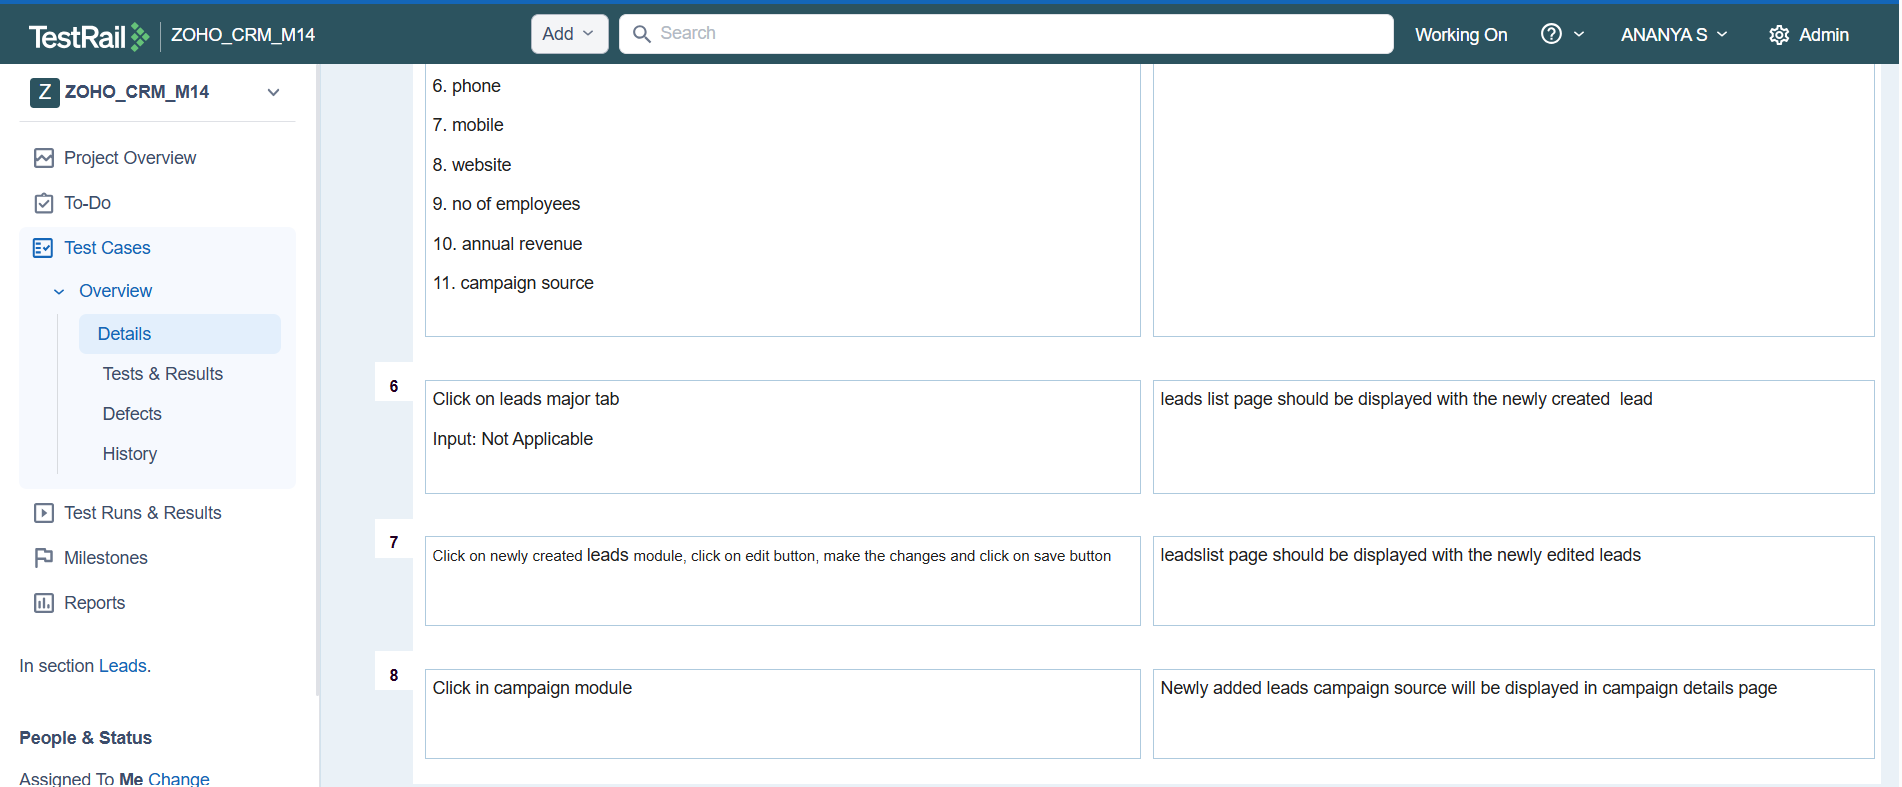 TestRail ZOHO_CRM_M14 Add Search Working On ANANYA S Admin
Z ZOHO_CRM_M14
Project Overview
To-Do
Test Cases
Overview
Details
Tests & Results
Defects
History
Test Runs & Results
Milestones
Reports
In section Leads.
People & Status
Assigned To Me Change
6. phone
7. mobile
8. website
9. no of employees
10. annual revenue
11. campaign source
6
Click on leads major tab
Input: Not Applicable
leads list page should be displayed with the newly created  lead
7
Click on newly created leads module, click on edit button, make the changes and click on save button
leadslist page should be displayed with the newly edited leads
8
Click in campaign module
Newly added leads campaign source will be displayed in campaign details page